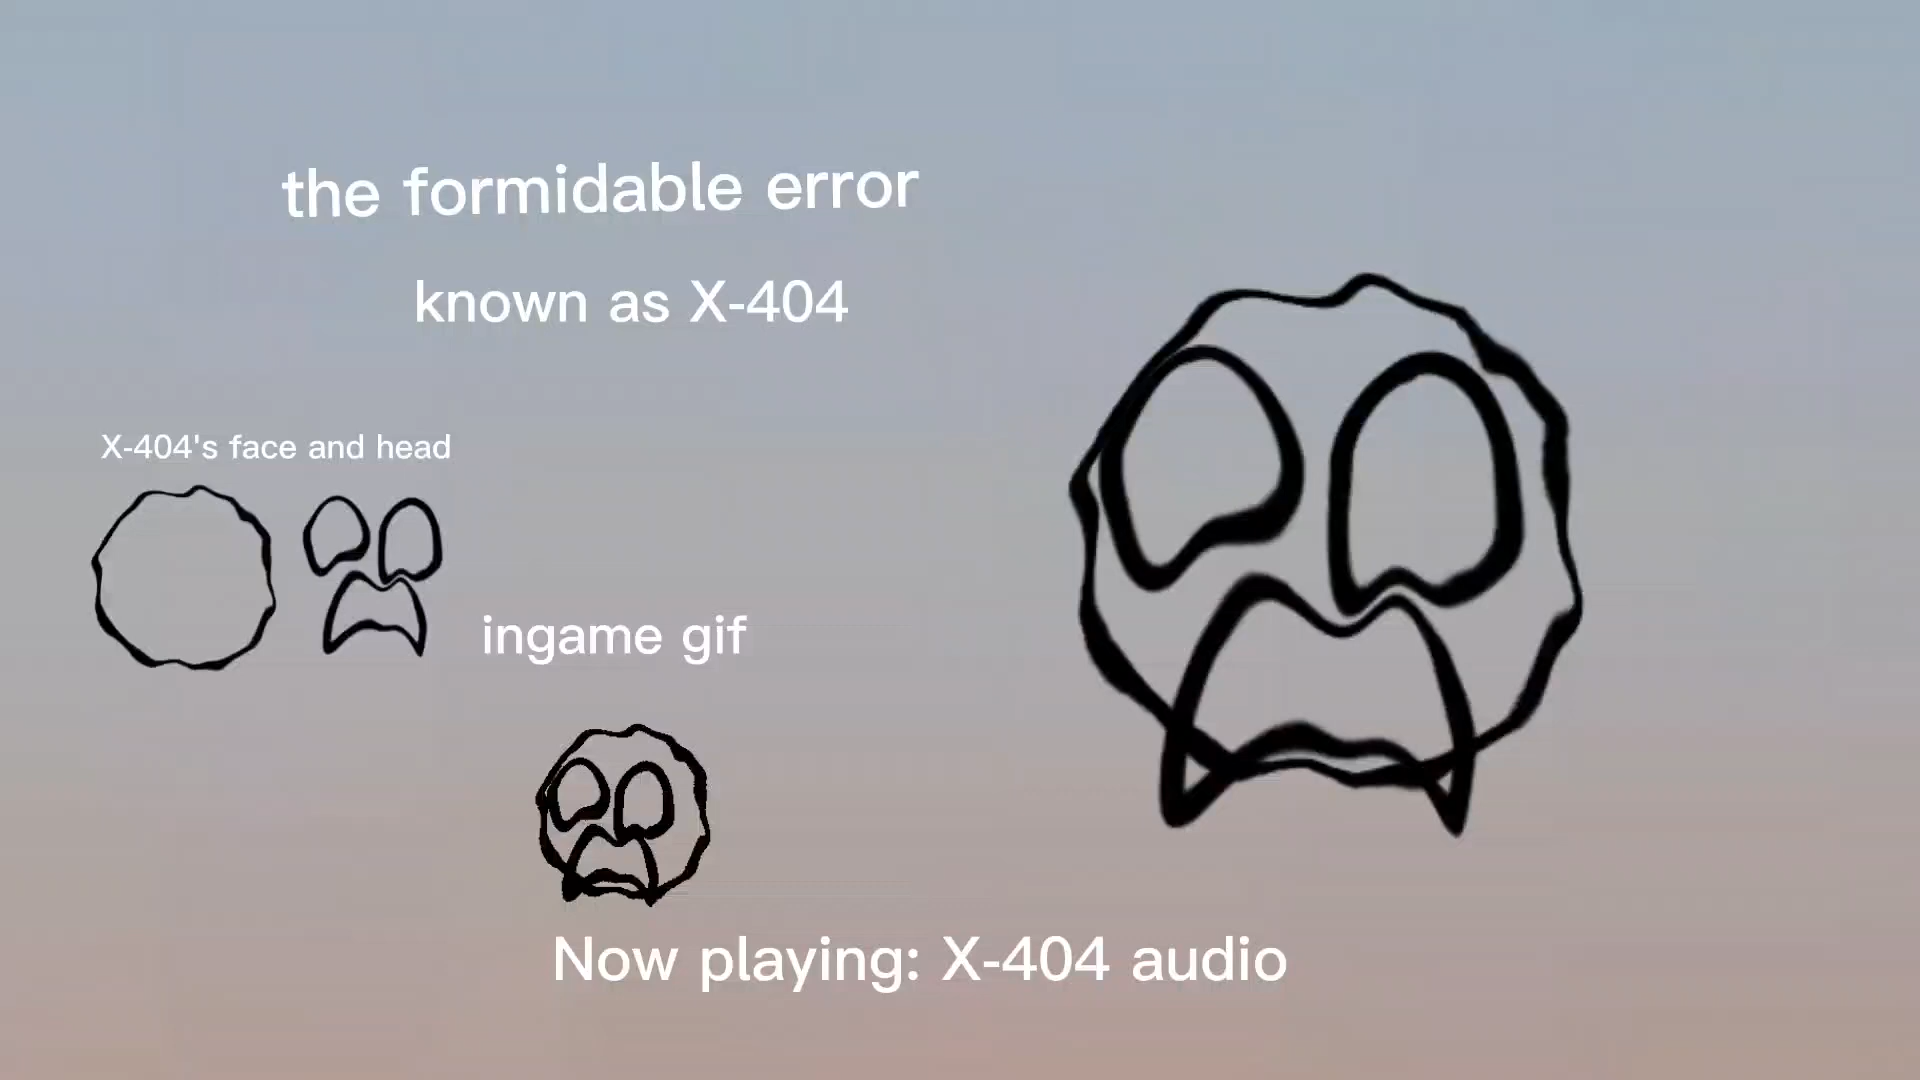 the formidable error
known as X-404
X-404's face and head
ingame gif
Now playing: X-404 audio